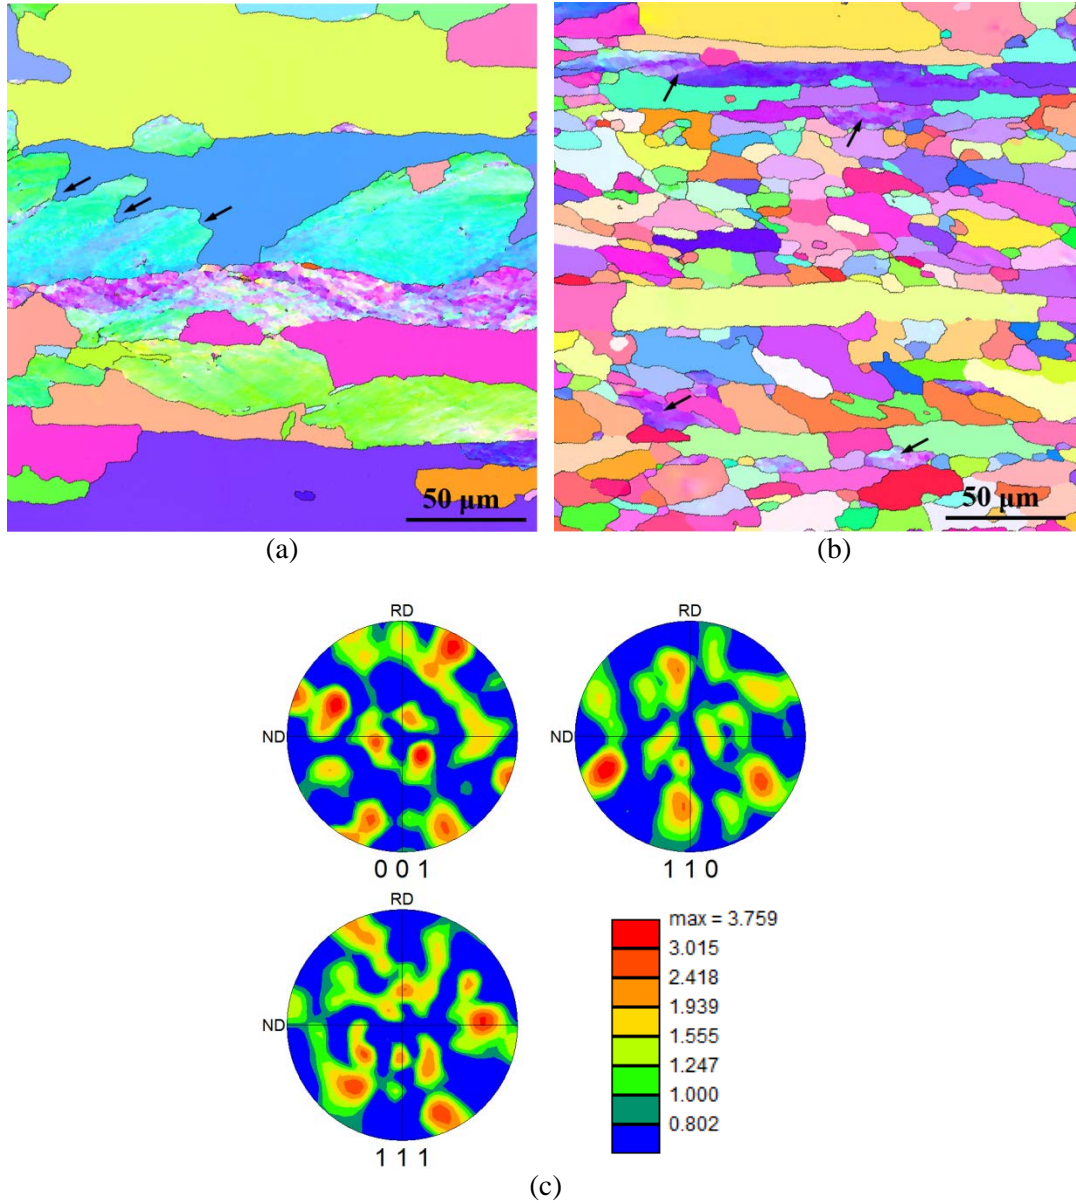 50 µm
50 µm
(a)
(b)
RD
RD
ND
ND
0 0 1
1 1 0
RD
ND
1 1 1
max = 3.759
3.015
2.418
1.939
1.555
1.247
1.000
0.802
(c)